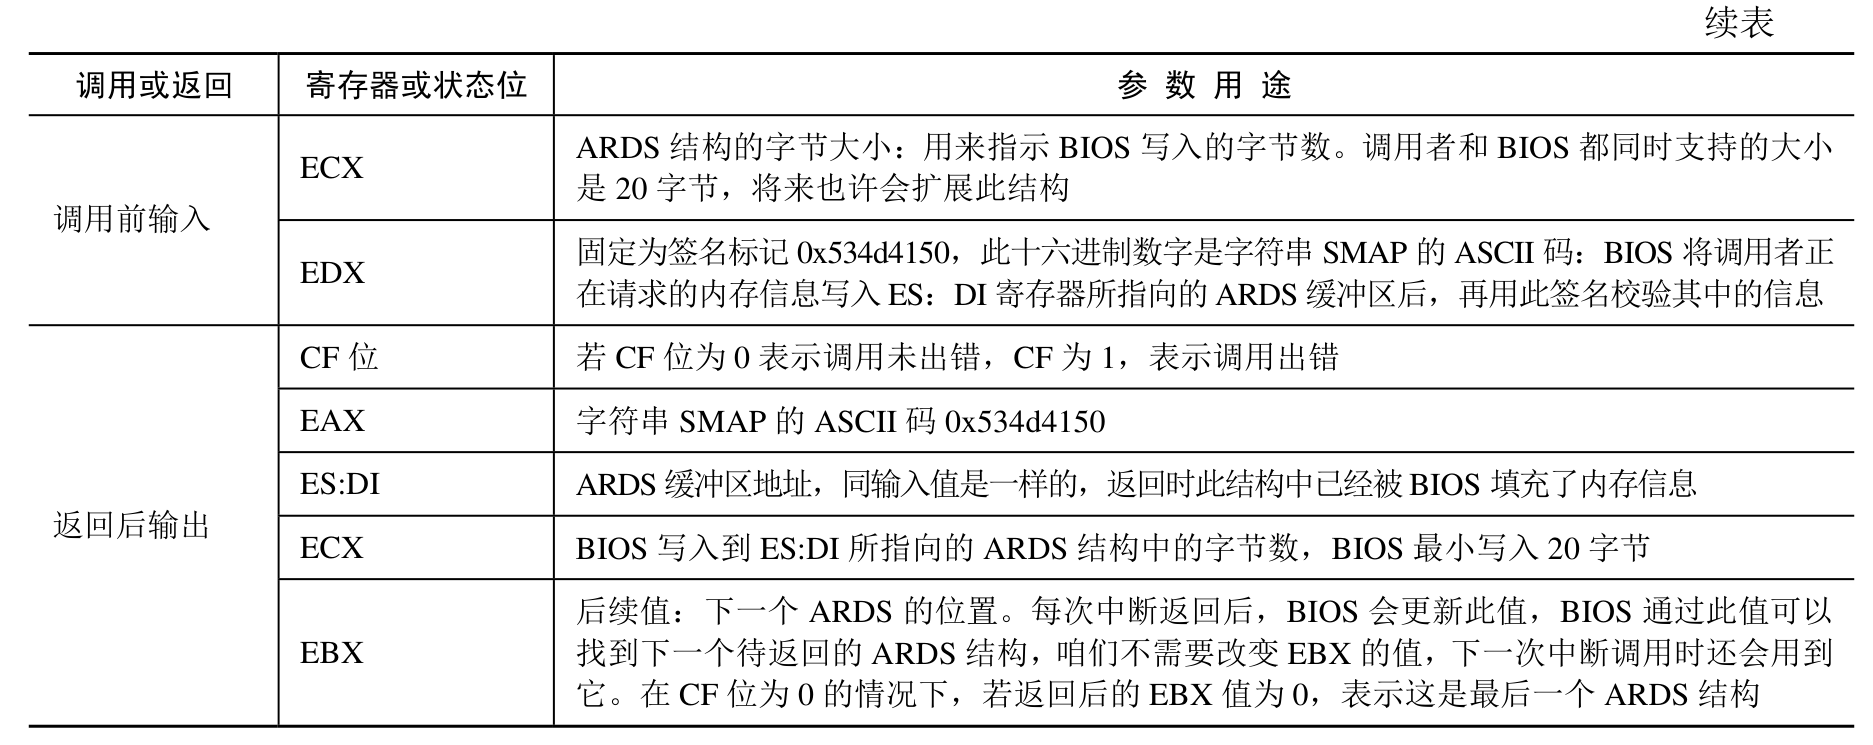 续表
调用或返回 寄存器或状态位 参数用途
调用前输入
ECX
ARDS 结构的字节大小：用来指示 BIOS 写入的字节数。调用者和 BIOS 都同时支持的大小
是 20 字节，将来也许会扩展此结构
EDX
固定为签名标记 0x534d4150，此十六进制数字是字符串 SMAP 的 ASCII 码：BIOS 将调用者正
在请求的内存信息写入 ES：DI 寄存器所指向的 ARDS 缓冲区后，再用此签名校验其中的信息
返回后输出
CF 位 若 CF 位为 0 表示调用未出错，CF 为 1，表示调用出错
EAX 字符串 SMAP 的 ASCII 码 0x534d4150
ES:DI ARDS 缓冲区地址，同输入值是一样的，返回时此结构中已经被 BIOS 填充了内存信息
ECX BIOS 写入到 ES:DI 所指向的 ARDS 结构中的字节数，BIOS 最小写入 20 字节
EBX
后续值：下一个 ARDS 的位置。每次中断返回后，BIOS 会更新此值，BIOS 通过此值可以
找到下一个待返回的 ARDS 结构，咱们不需要改变 EBX 的值，下一次中断调用时还会用到
它。在 CF 位为 0 的情况下，若返回后的 EBX 值为 0，表示这是最后一个 ARDS 结构